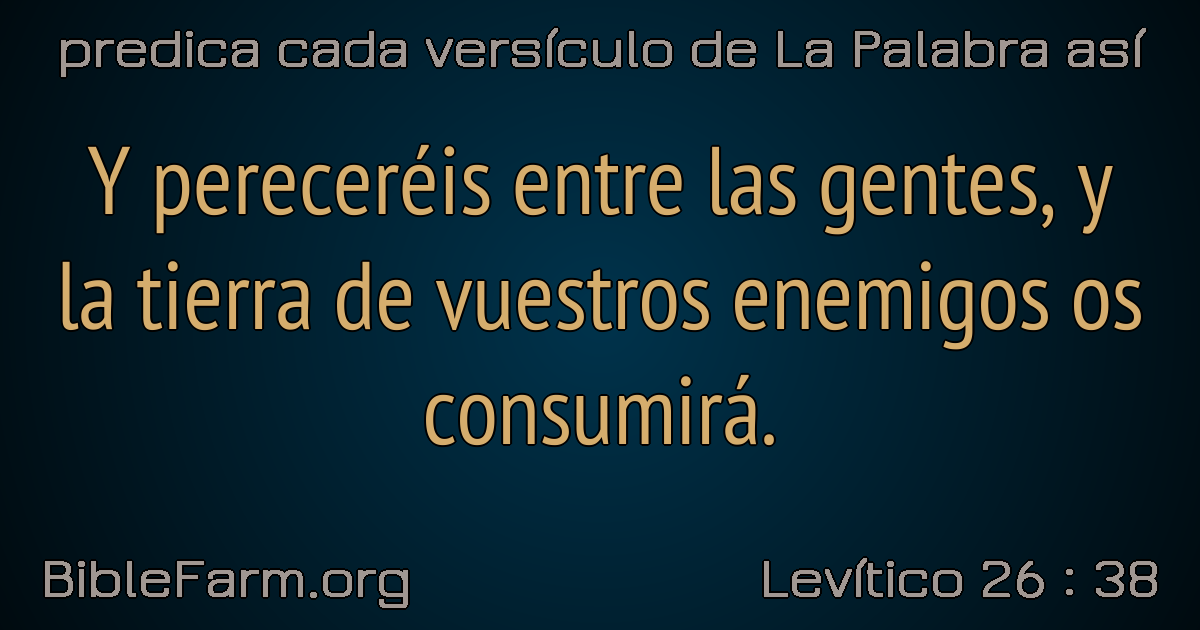 predica cada versículo de La Palabra así
Y pereceréis entre las gentes, y
la tierra de vuestros enemigos os
consumirá.
BibleFarm.org
Levítico 26 : 38